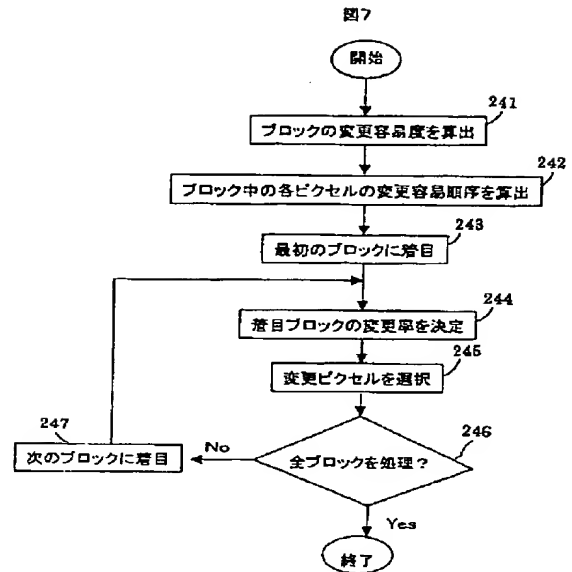 図7
開始
241
ブロックの変更容易度を算出
242
ブロック中の各ピクセルの変更容易順序を算出
243
最初のブロックに着目
244
着目ブロックの変更率を決定
245
変更ピクセルを選択
246
全ブロックを処理？
No
247
次のブロックに着目
Yes
終了